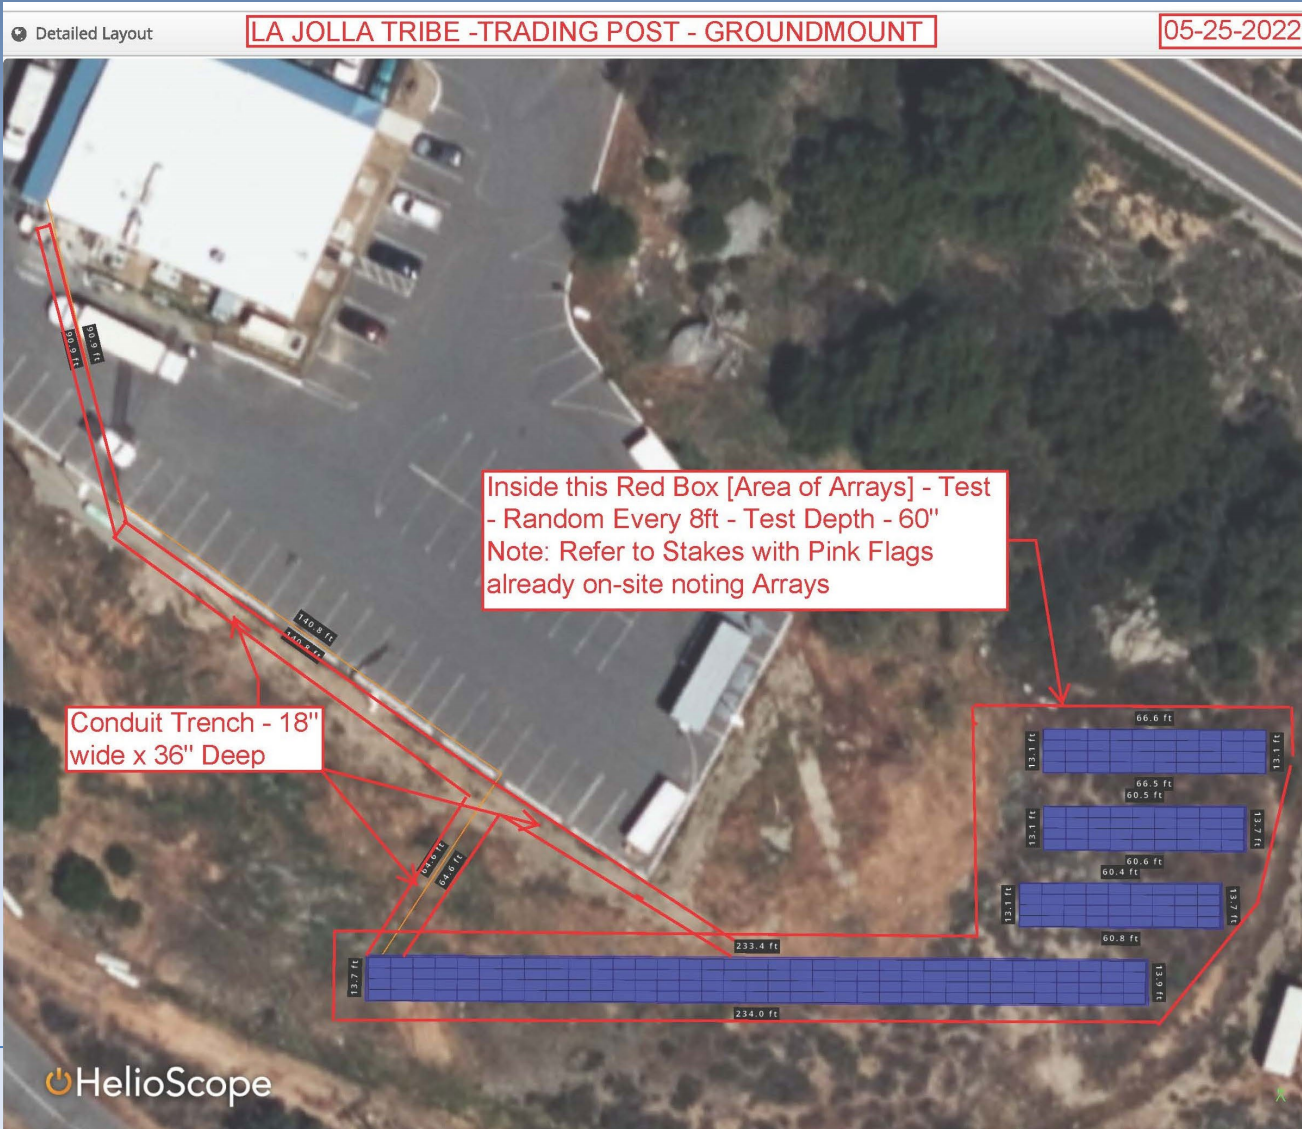 Detailed Layout
LA JOLLA TRIBE -TRADING POST - GROUNDMOUNT
05-25-2022
90.9 ft
90.9 ft
Inside this Red Box [Area of Arrays] - Test
- Random Every 8ft - Test Depth - 60"
Note: Refer to Stakes with Pink Flags
already on-site noting Arrays
140.8 ft
140.8 ft
Conduit Trench - 18"
wide x 36" Deep
66.6 ft
13.1 ft
13.1 ft
66.5 ft
60.5 ft
13.1 ft
13.7 ft
60.6 ft
60.4 ft
13.1 ft
13.7 ft
60.8 ft
64.6 ft
64.6 ft
233.4 ft
13.7 ft
13.9 ft
234.0 ft
HelioScope